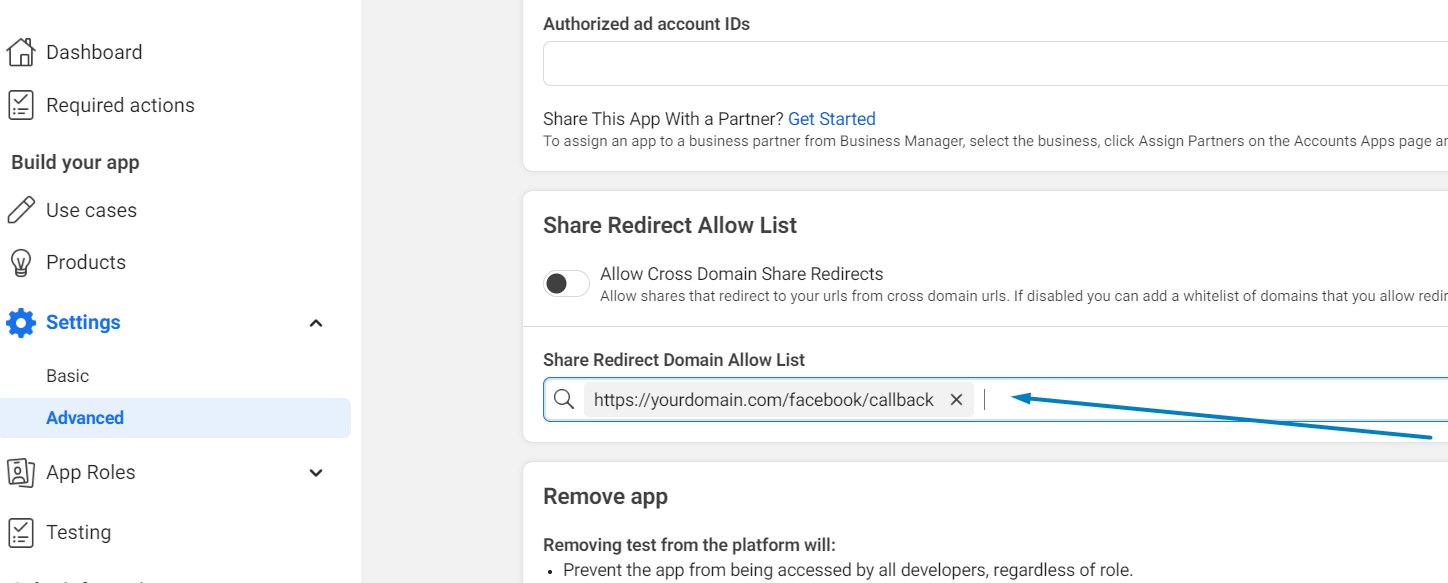 Dashboard
Required actions
Build your app
Use cases
Products
Settings
Basic
Advanced
App Roles
Testing
Authorized ad account IDs
Share This App With a Partner? Get Started
To assign an app to a business partner from Business Manager, select the business, click Assign Partners on the Accounts Apps page
Share Redirect Allow List
Allow Cross Domain Share Redirects
Allow shares that redirect to your urls from cross domain urls. If disabled you can add a whitelist of domains that you allow
Share Redirect Domain Allow List
https://yourdomain.com/facebook/callback
Remove app
Removing test from the platform will:
• Prevent the app from being accessed by all developers, regardless of role.